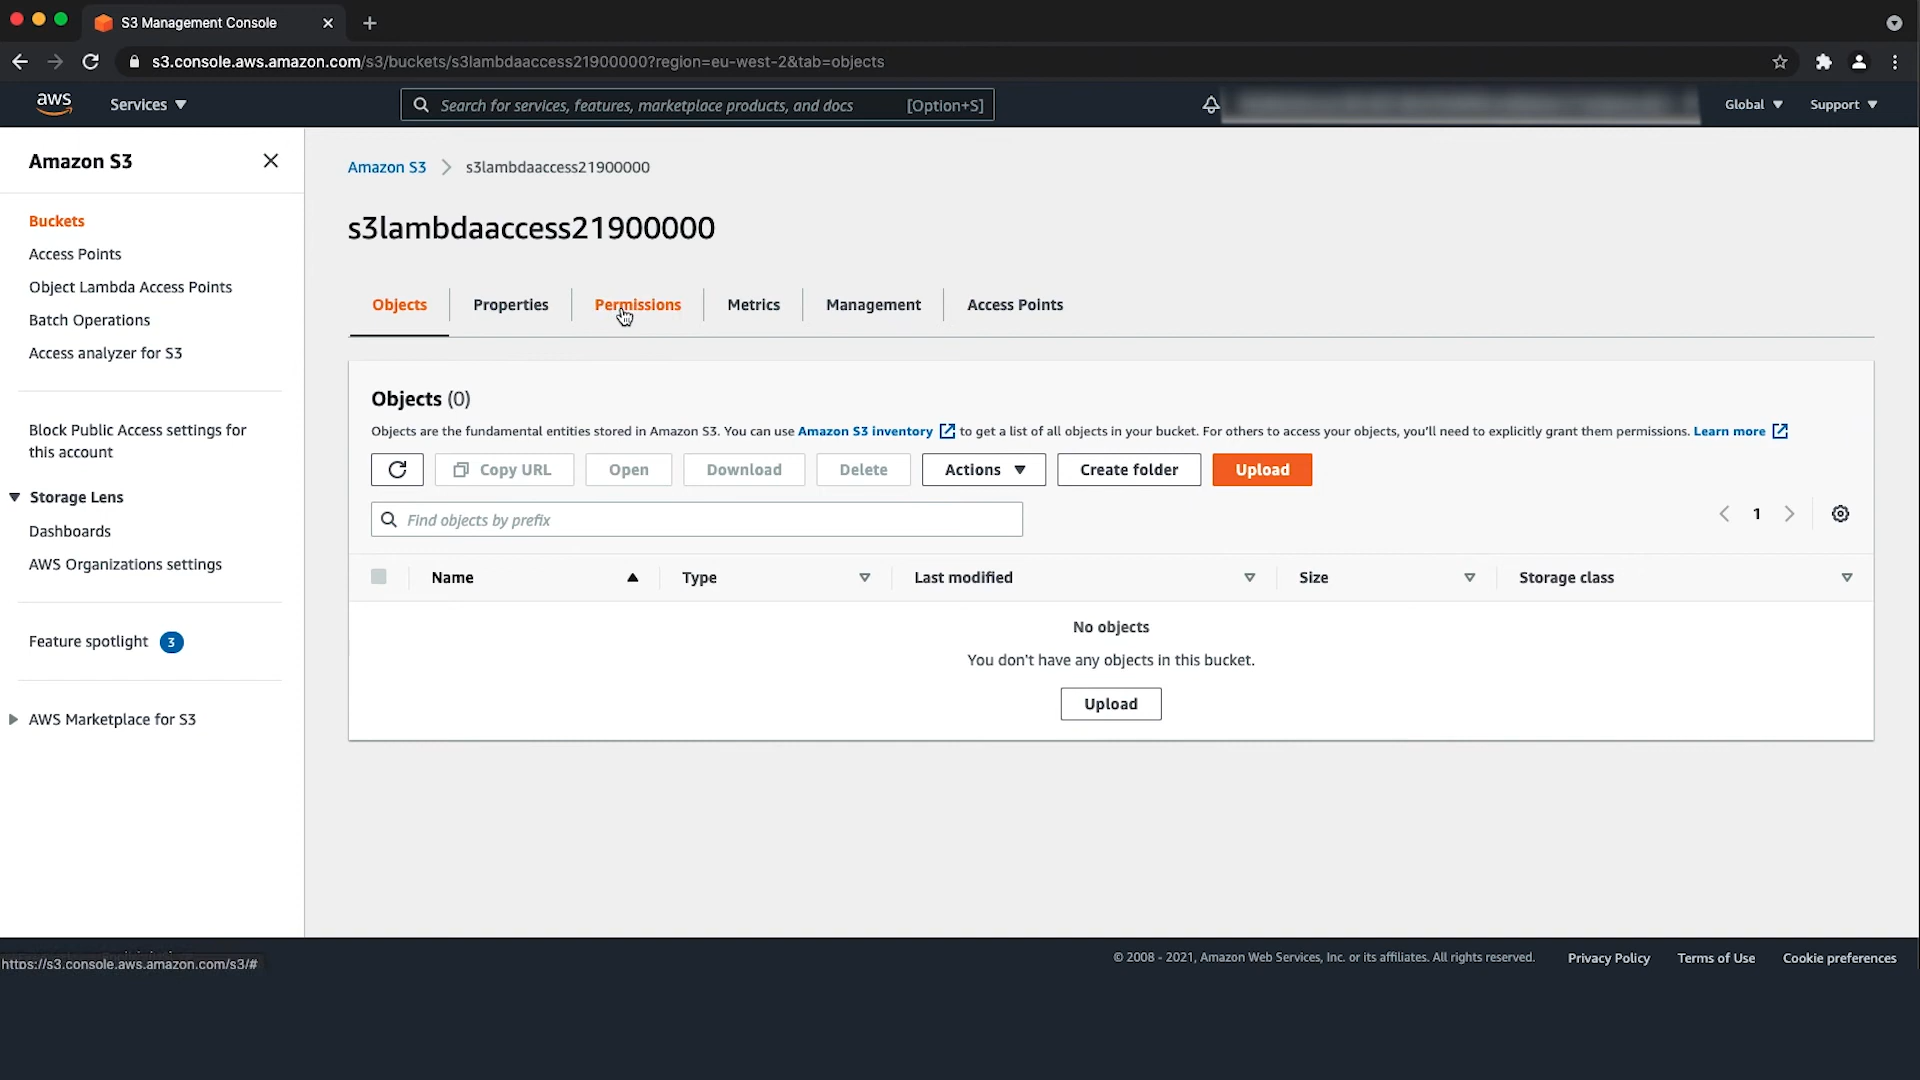 S3 Management Console
s3.console.aws.amazon.com/s3/buckets/s3lambdaaccess21900000?region=eu-west-2&tab=objects
aws Services Search for services, features, marketplace products, and docs [Option+S] Global Support
Amazon S3
Buckets
Access Points
Object Lambda Access Points
Batch Operations
Access analyzer for S3
Block Public Access settings for
this account
Storage Lens
Dashboards
AWS Organizations settings
Feature spotlight 3
AWS Marketplace for S3
Amazon S3 s3lambdaaccess21900000
s3lambdaaccess21900000
Objects Properties Permissions Metrics Management Access Points
Objects (0)
Objects are the fundamental entities stored in Amazon S3. You can use Amazon S3 inventory to get a list of all objects in your bucket. For others to access your objects, you'll need to explicitly grant them permissions. Learn more
Copy URL Open Download Delete Actions Create folder Upload
Find objects by prefix 1
Name Type Last modified Size Storage class
No objects
You don't have any objects in this bucket.
Upload
https://s3.console.aws.amazon.com/s3/#
© 2008 - 2021, Amazon Web Services, Inc. or its affiliates. All rights reserved. Privacy Policy Terms of Use Cookie preferences